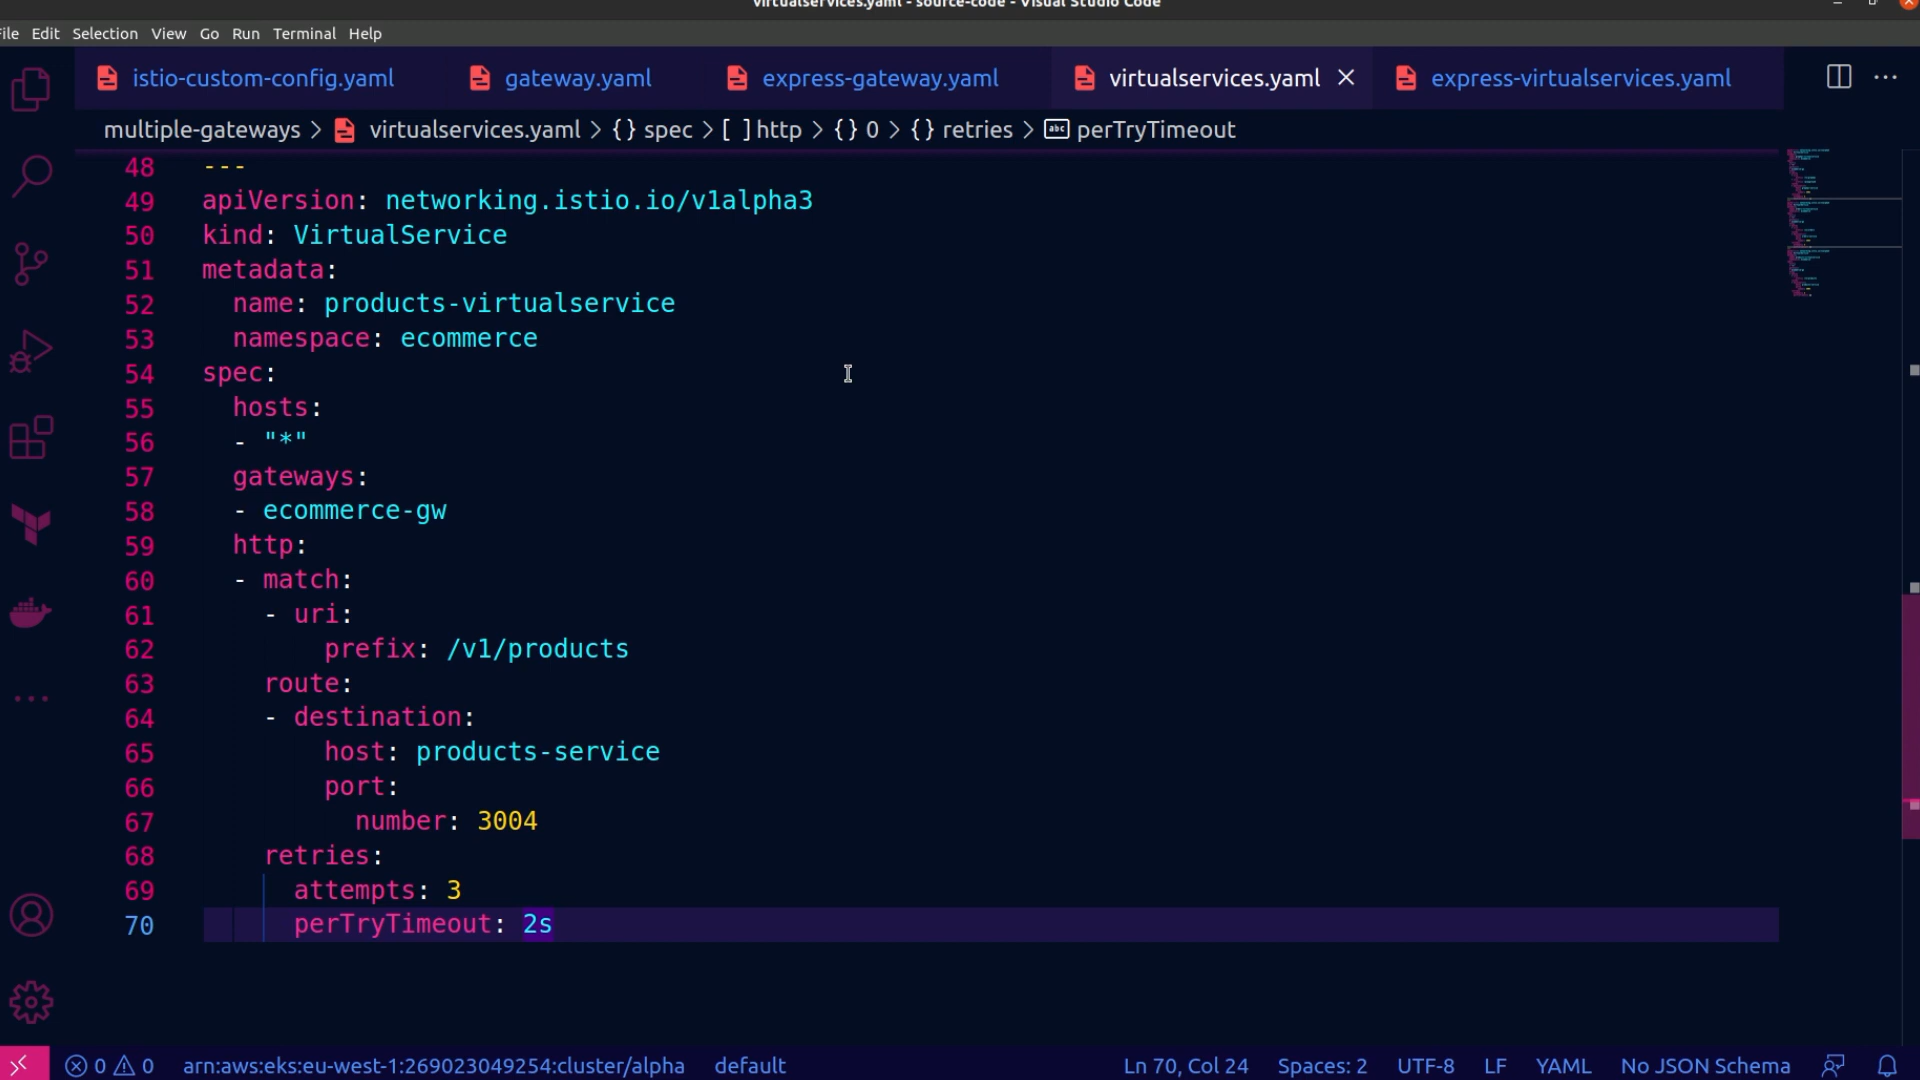 virtualservices.yaml - source-code - Visual Studio Code
File Edit Selection View Go Run Terminal Help
istio-custom-config.yaml gateway.yaml express-gateway.yaml virtualservices.yaml express-virtualservices.yaml
multiple-gateways > virtualservices.yaml > {} spec > [ ] http > {} 0 > {} retries > abc perTryTimeout
48 ---
49 apiVersion: networking.istio.io/v1alpha3
50 kind: VirtualService
51 metadata:
52   name: products-virtualservice
53   namespace: ecommerce
54 spec:
55   hosts:
56   - "*"
57   gateways:
58   - ecommerce-gw
59   http:
60   - match:
61     - uri:
62         prefix: /v1/products
63     route:
64     - destination:
65         host: products-service
66         port:
67           number: 3004
68     retries:
69       attempts: 3
70       perTryTimeout: 2s
0 0 arn:aws:eks:eu-west-1:269023049254:cluster/alpha default Ln 70, Col 24 Spaces: 2 UTF-8 LF YAML No JSON Schema